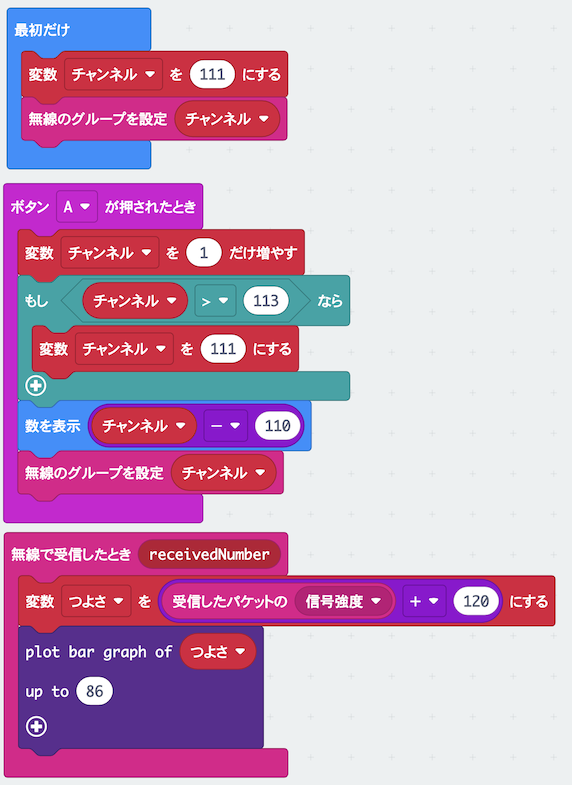 最初だけ
変数 チャンネル を 111 にする
無線のグループを設定 チャンネル
ボタン A が押されたとき
変数 チャンネル を 1 だけ増やす
もし チャンネル > 113 なら
変数 チャンネル を 111 にする
数を表示 チャンネル - 110
無線のグループを設定 チャンネル
無線で受信したとき receivedNumber
変数 つよさ を 受信したパケットの 信号強度 + 120 にする
plot bar graph of つよさ
up to 86